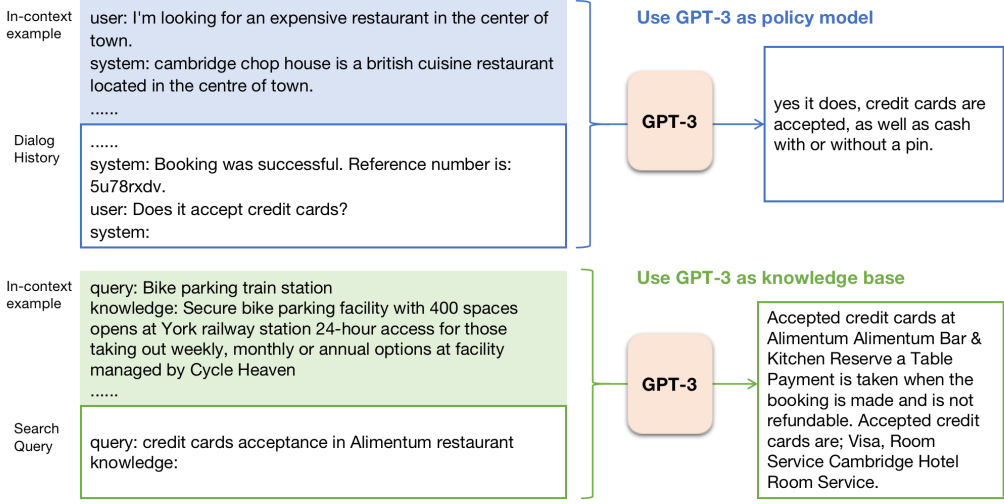 In-context
example
user: I'm looking for an expensive restaurant in the center of
town.
system: cambridge chop house is a british cuisine restaurant
located in the centre of town.
......
Dialog
History
......
system: Booking was successful. Reference number is:
5u78rxdv.
user: Does it accept credit cards?
system:
Use GPT-3 as policy model
GPT-3
yes it does, credit cards are
accepted, as well as cash
with or without a pin.
In-context
example
query: Bike parking train station
knowledge: Secure bike parking facility with 400 spaces
opens at York railway station 24-hour access for those
taking out weekly, monthly or annual options at facility
managed by Cycle Heaven
......
Search
Query
query: credit cards acceptance in Alimentum restaurant
knowledge:
Use GPT-3 as knowledge base
GPT-3
Accepted credit cards at
Alimentum Alimentum Bar &
Kitchen Reserve a Table
Payment is taken when the
booking is made and is not
refundable. Accepted credit
cards are; Visa, Room
Service Cambridge Hotel
Room Service.